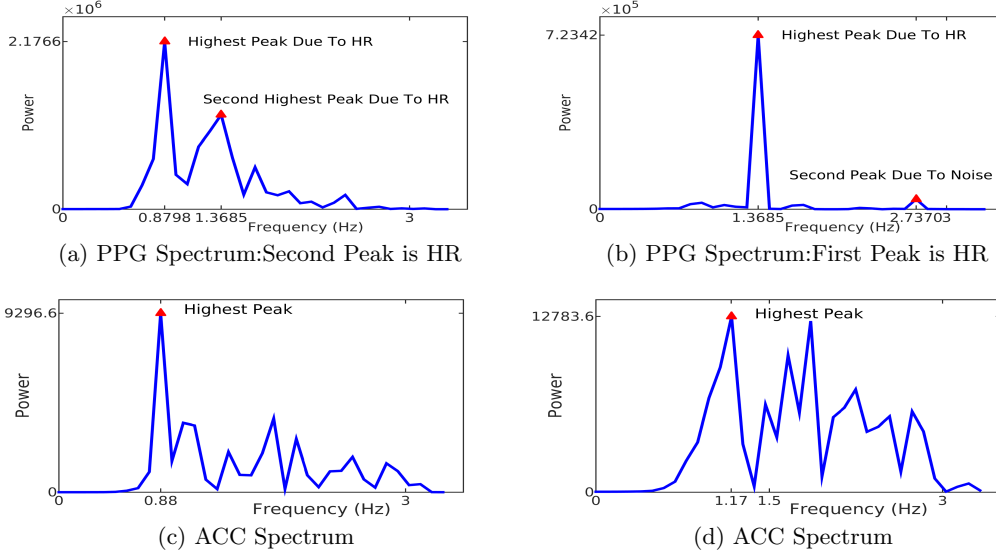 ×10⁶
2.1766
Highest Peak Due To HR
Second Highest Peak Due To HR
Power
0
0
0.8798
1.3685
3
Frequency (Hz)
(a) PPG Spectrum:Second Peak is HR
×10⁵
7.2342
Highest Peak Due To HR
Second Peak Due To Noise
Power
0
0
1.3685
2.73703
Frequency (Hz)
(b) PPG Spectrum:First Peak is HR
9296.6
Highest Peak
Power
0
0
0.88
3
Frequency (Hz)
(c) ACC Spectrum
12783.6
Highest Peak
Power
0
0
1.17
1.5
3
Frequency (Hz)
(d) ACC Spectrum